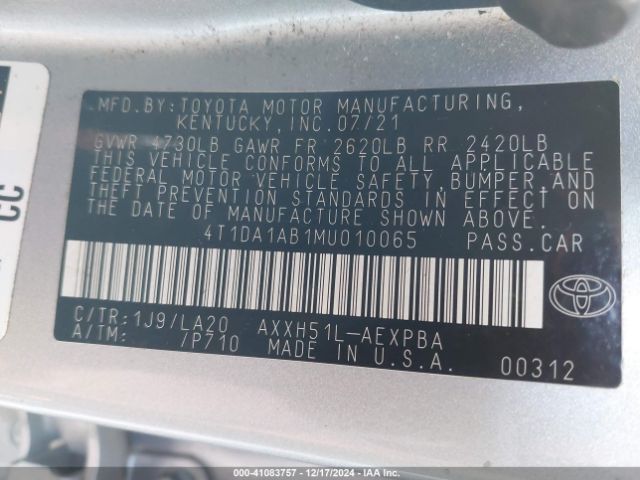 MFD.BY:TOYOTA MOTOR MANUFACTURING,
KENTUCKY,INC.07/21
GVWR 4730LB GAWR FR 2620LB RR 2420LB
THIS VEHICLE CONFORMS TO ALL APPLICABLE
FEDERAL MOTOR VEHICLE SAFETY,BUMPER,AND
THEFT PREVENTION STANDARDS IN EFFECT ON
THE DATE OF MANUFACTURE SHOWN ABOVE.
4T1DA1AB1MU010065 PASS.CAR
C/TR:1J9/LA20 AXXH51L-AEXPBA
A/TM: /P710 MADE IN U.S.A.
00312
CC
000-41083757 - 12/17/2024 - IAA Inc.